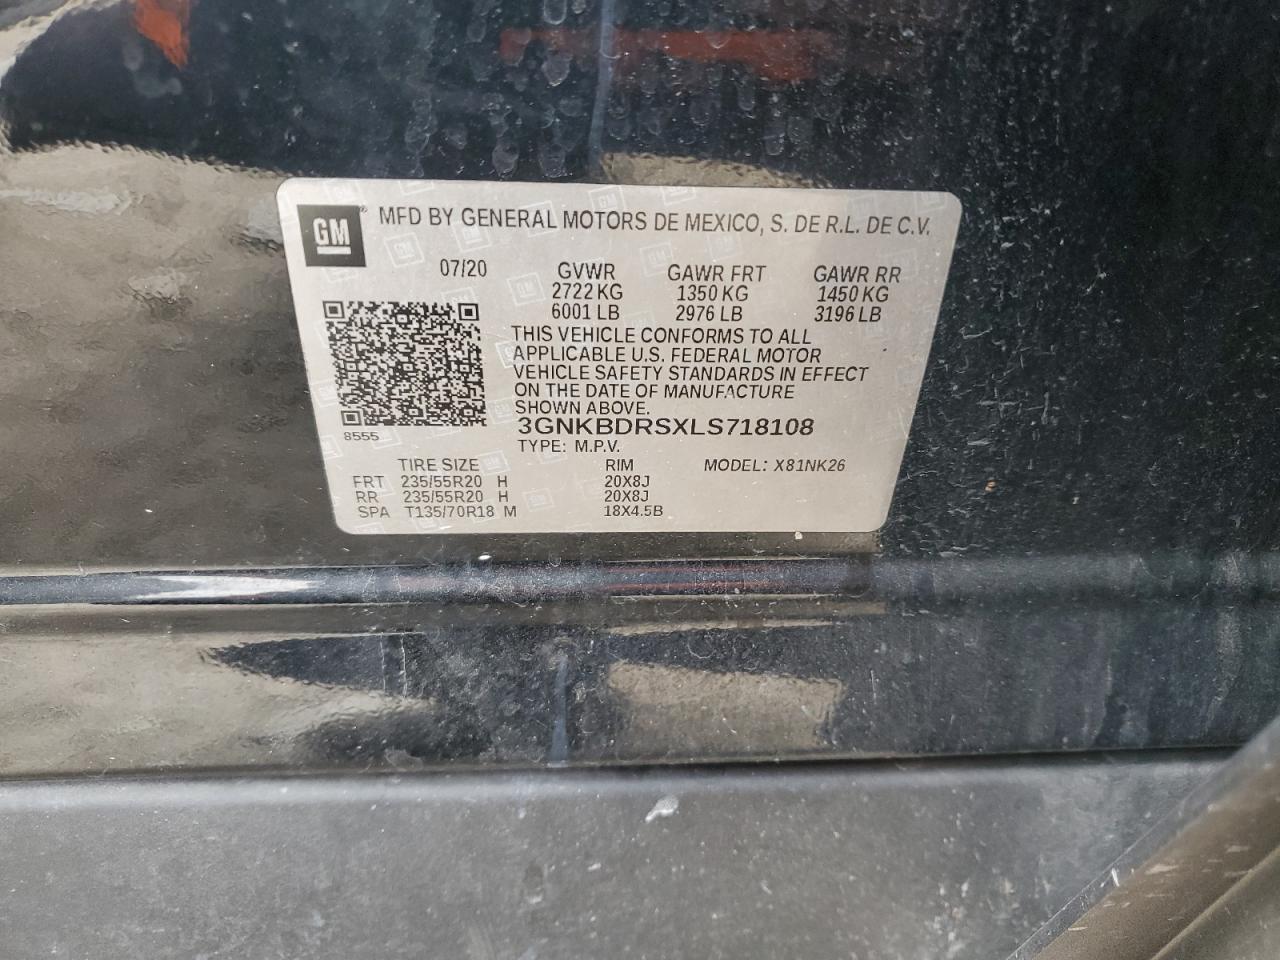 GM ® MFD BY GENERAL MOTORS DE MEXICO, S. DE R.L. DE C.V.
07/20 GVWR GAWR FRT GAWR RR
2722 KG 1350 KG 1450 KG
6001 LB 2976 LB 3196 LB
THIS VEHICLE CONFORMS TO ALL
APPLICABLE U.S. FEDERAL MOTOR
VEHICLE SAFETY STANDARDS IN EFFECT
ON THE DATE OF MANUFACTURE
SHOWN ABOVE.
3GNKBDRSXLS718108
8555
TYPE: M.P.V.
TIRE SIZE RIM MODEL: X81NK26
FRT 235/55R20 H 20X8J
RR 235/55R20 H 20X8J
SPA T135/70R18 M 18X4.5B